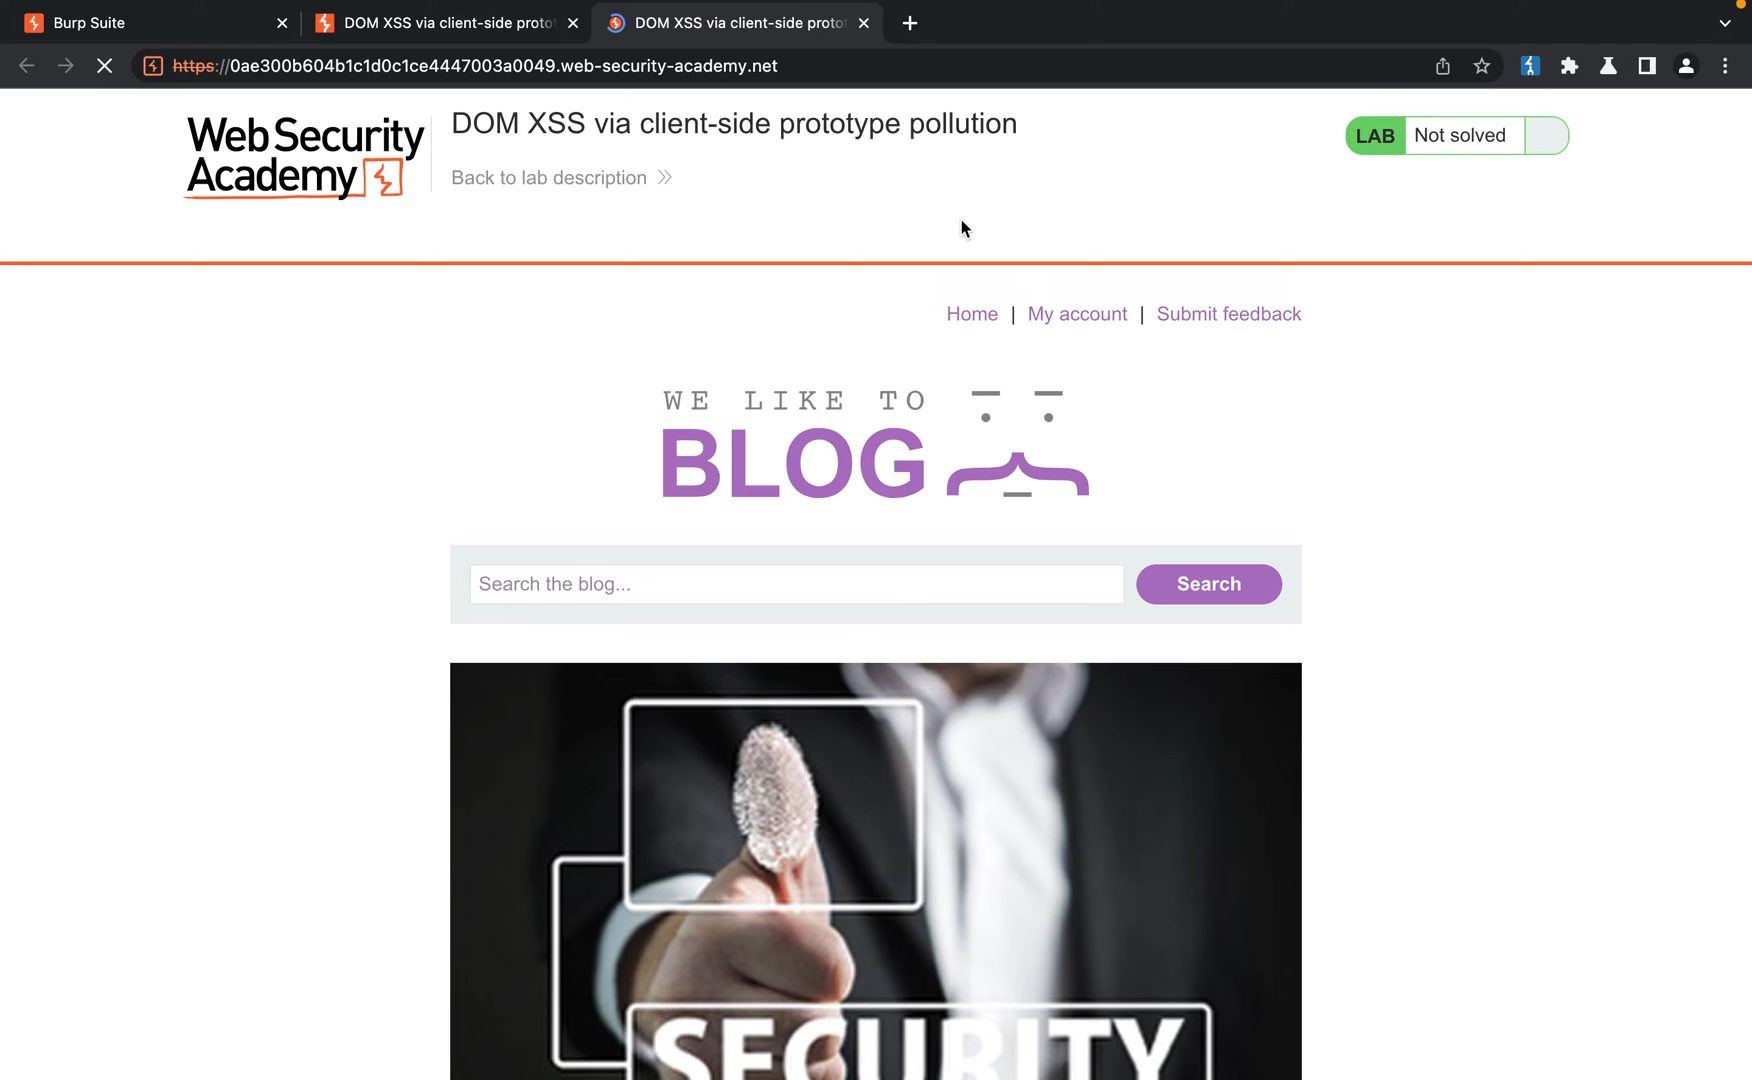 Burp Suite
DOM XSS via client-side proto
DOM XSS via client-side proto
https://0ae300b604b1c1d0c1ce4447003a0049.web-security-academy.net
Web Security
Academy
DOM XSS via client-side prototype pollution
Back to lab description
LAB Not solved
Home | My account | Submit feedback
WE LIKE TO
BLOG
Search the blog...
Search
SECURITY